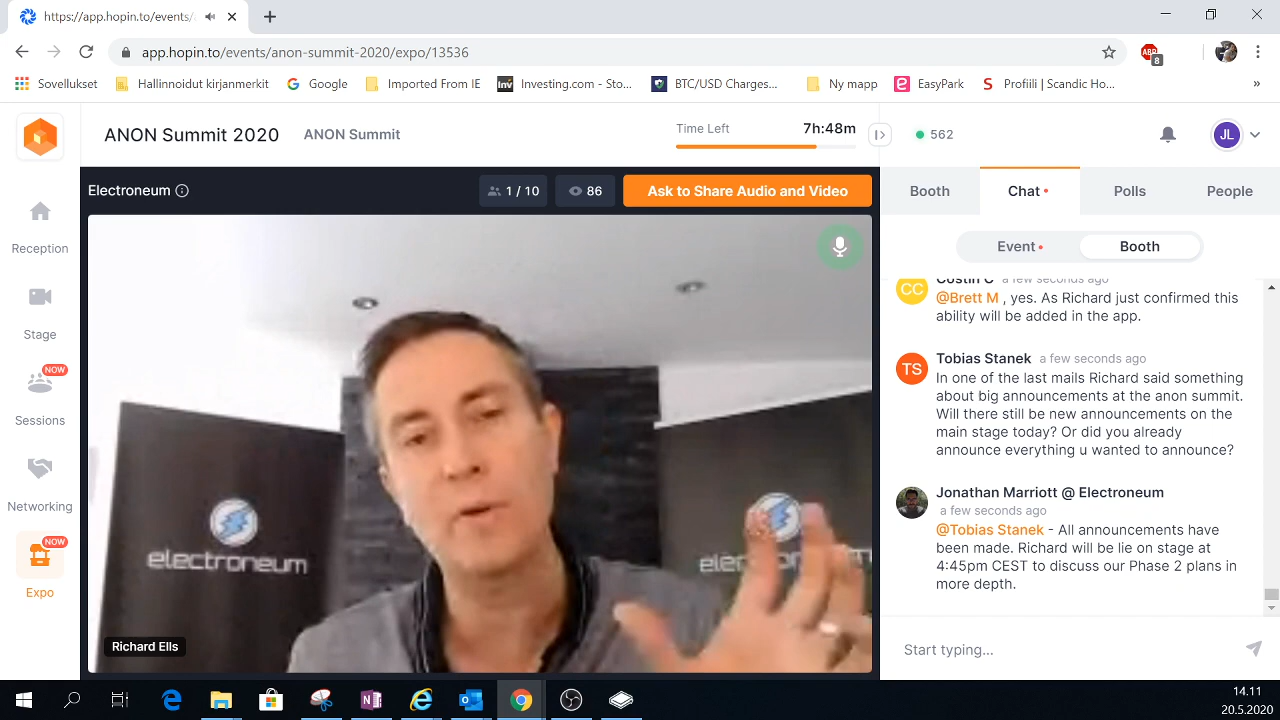 https://app.hopin.to/events/
app.hopin.to/events/anon-summit-2020/expo/13536
ABP
8
Sovellukset
Hallinnoidut kirjanmerkit
Google
Imported From IE
Inv
Investing.com - Sto...
BTC/USD Charges...
Ny mapp
EasyPark
Profiili | Scandic Ho...
»
ANON Summit 2020
ANON Summit
Time Left
7h:48m
562
JL
Reception
Stage
NOW
Sessions
Networking
NOW
Expo
Electroneum
1 / 10
86
Ask to Share Audio and Video
electroneum
Richard Ells
Booth
Chat
Polls
People
Event
Booth
CC
Costin C a few seconds ago
@Brett M , yes. As Richard just confirmed this
ability will be added in the app.
TS
Tobias Stanek a few seconds ago
In one of the last mails Richard said something
about big announcements at the anon summit.
Will there still be new announcements on the
main stage today? Or did you already
announce everything u wanted to announce?
Jonathan Marriott @ Electroneum
a few seconds ago
@Tobias Stanek - All announcements have
been made. Richard will be lie on stage at
4:45pm CEST to discuss our Phase 2 plans in
more depth.
Start typing...
14.11
20.5.2020